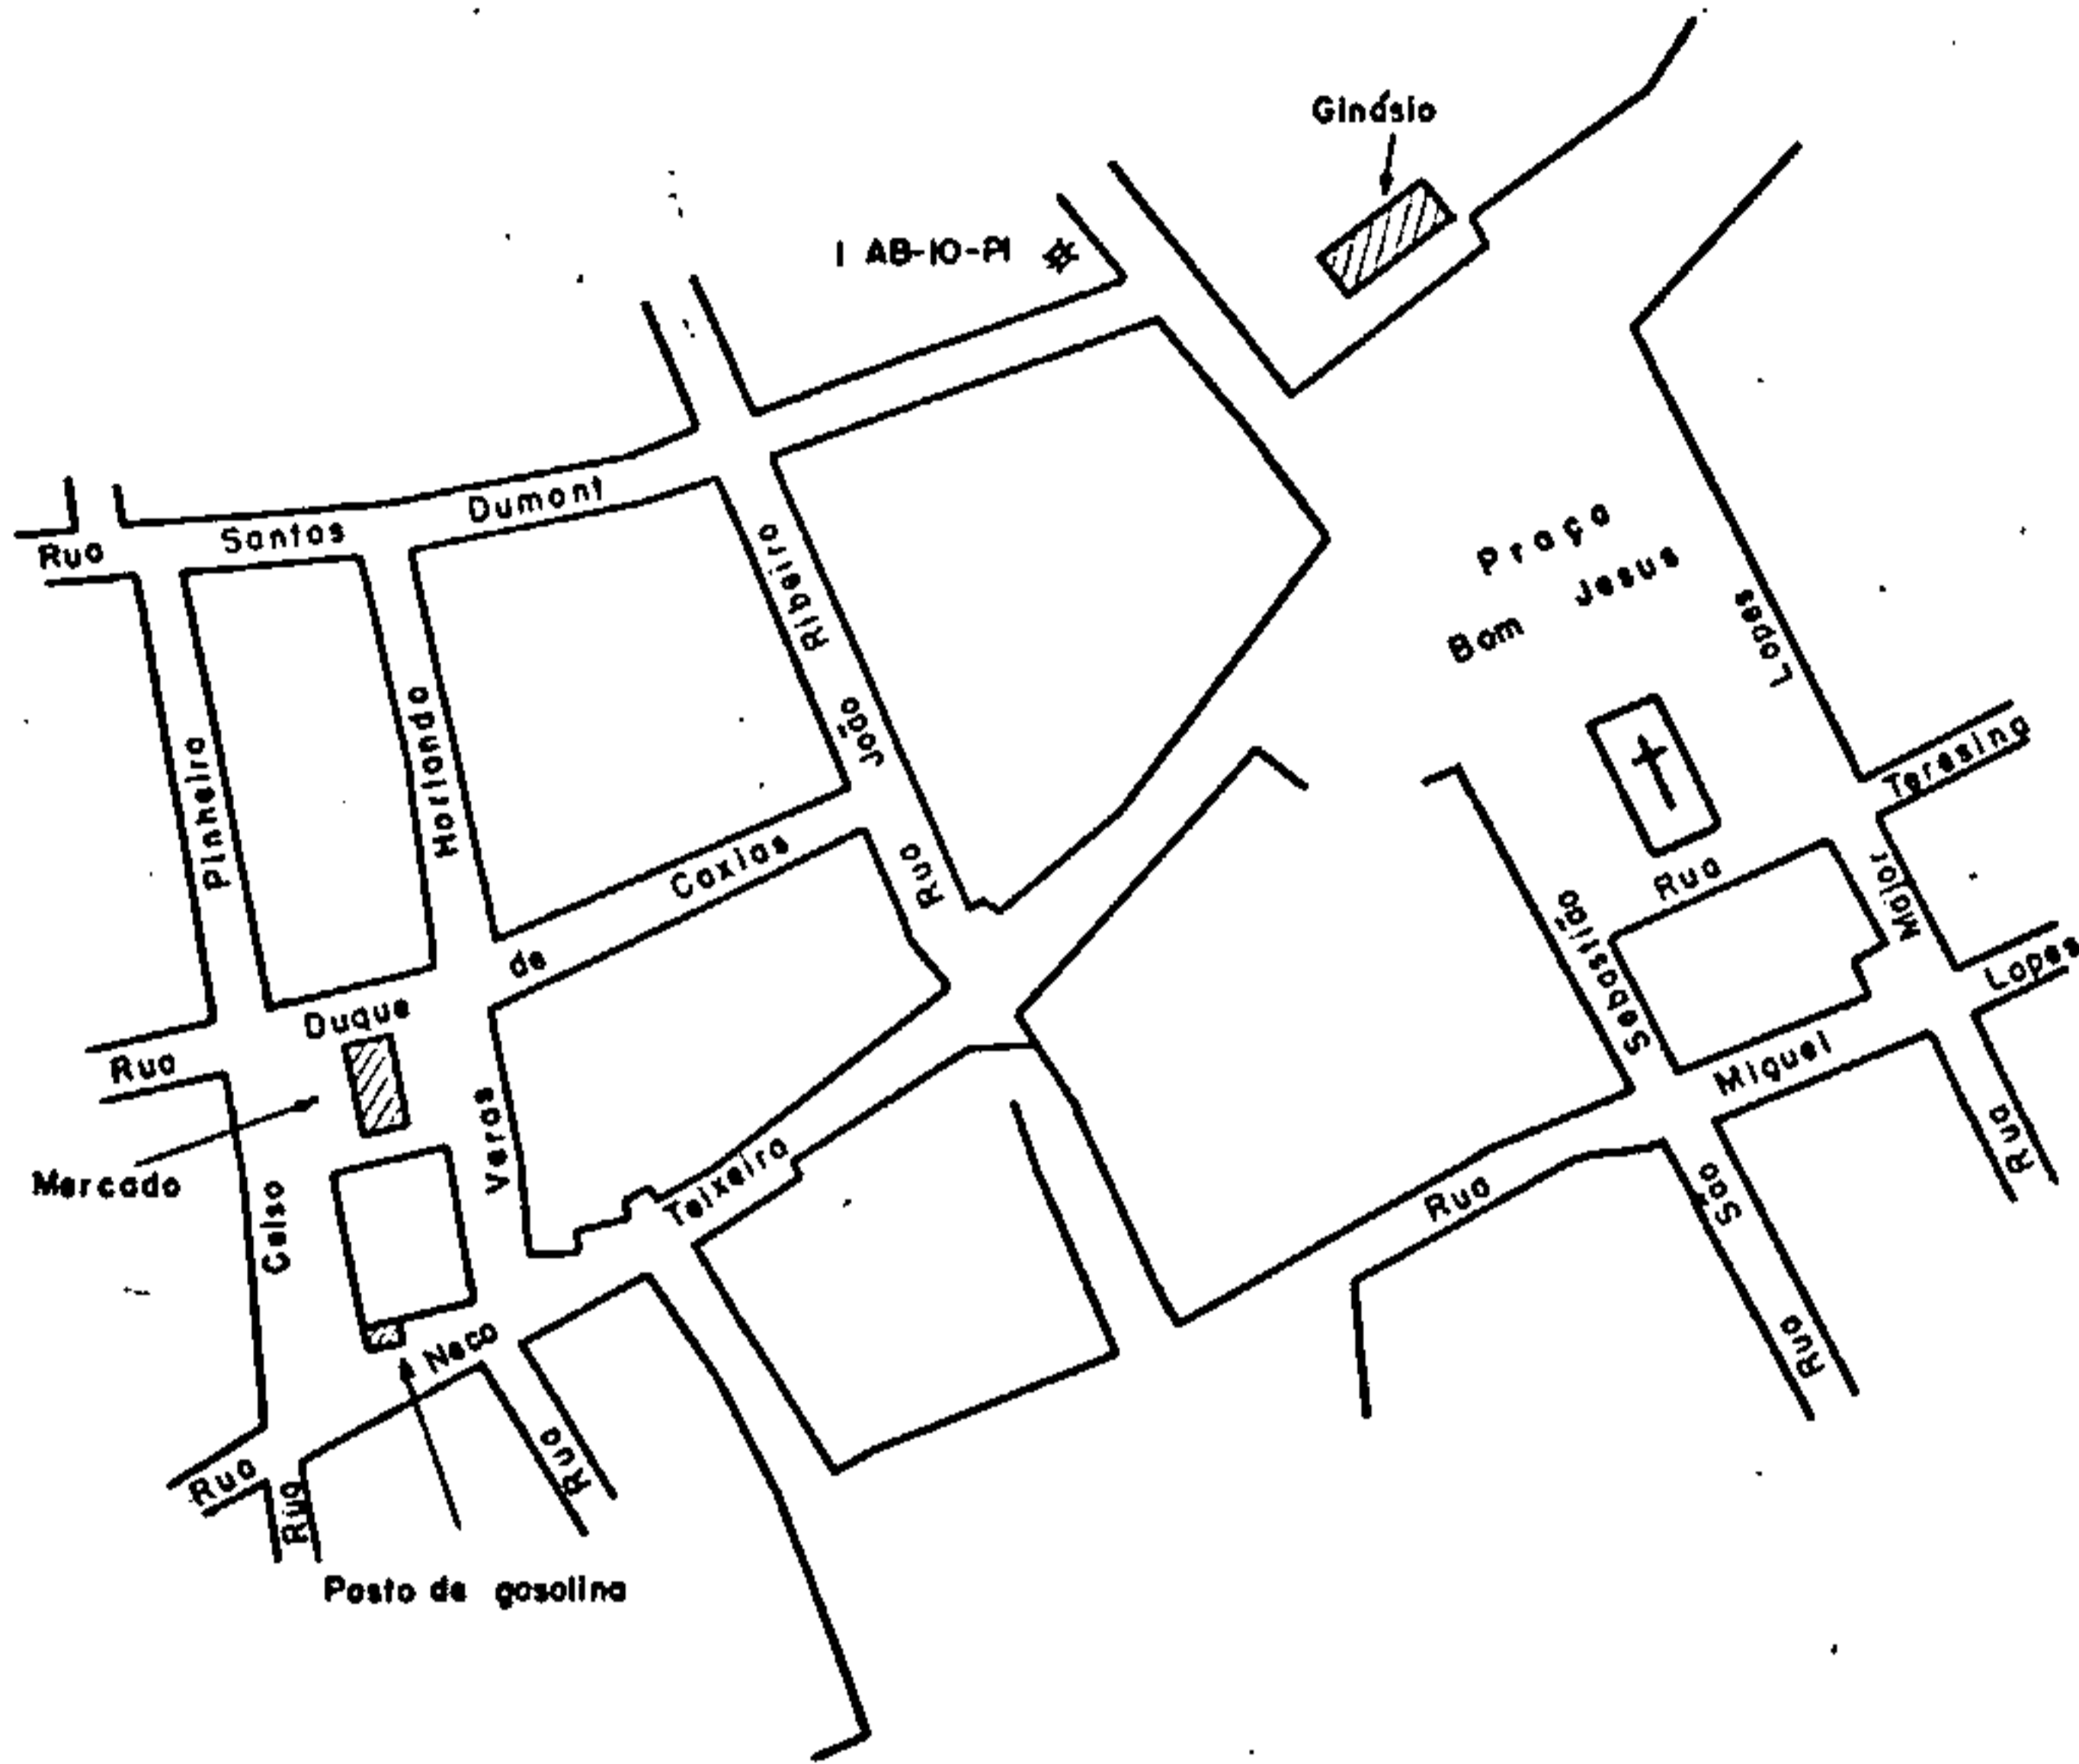 Ginásio
1 AB-10-PI
Rua Santos Dumont
Praça
Bom Jesus
Rua João Ribeiro
Rua Major Lopes
Rua Teresina
Rua Celso Pinheiro
Rua Veras Holanda
Rua Duque de Caxias
Rua São Sebastião
Rua Miguel Lopes
Mercado
Rua Neco Teixeira
Posto de gasolina